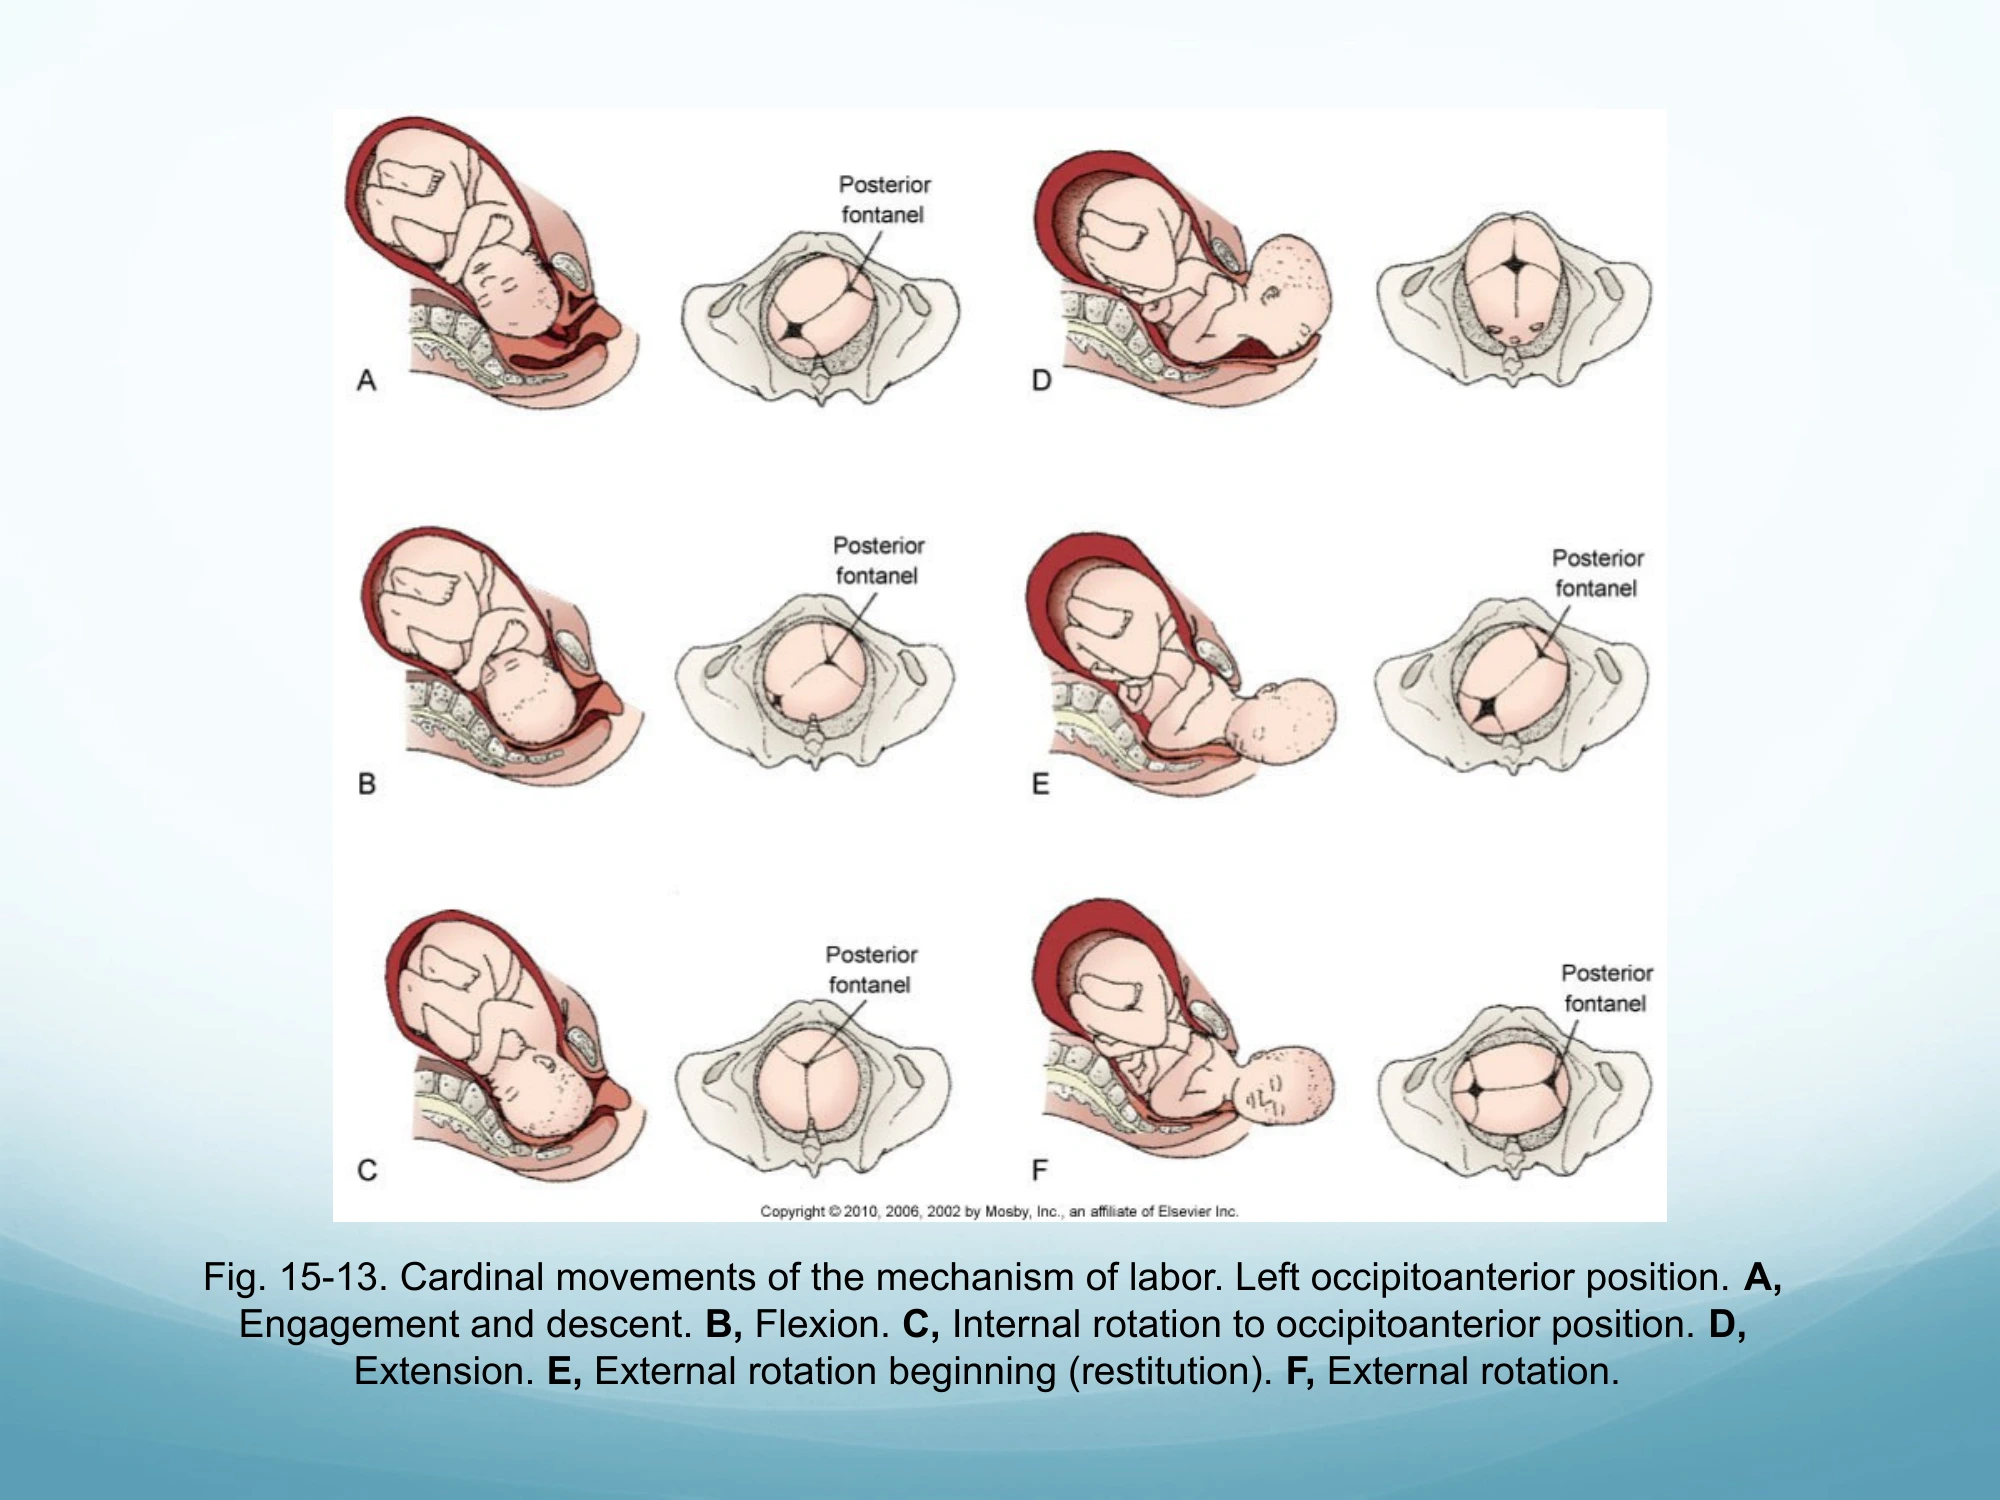 Posterior
fontanel
A
D
Posterior
fontanel
Posterior
fontanel
B
E
Posterior
fontanel
Posterior
fontanel
C
F
Copyright © 2010, 2006, 2002 by Mosby, Inc., an affiliate of Elsevier Inc.
Fig. 15-13. Cardinal movements of the mechanism of labor. Left occipitoanterior position. A,
Engagement and descent. B, Flexion. C, Internal rotation to occipitoanterior position. D,
Extension. E, External rotation beginning (restitution). F, External rotation.